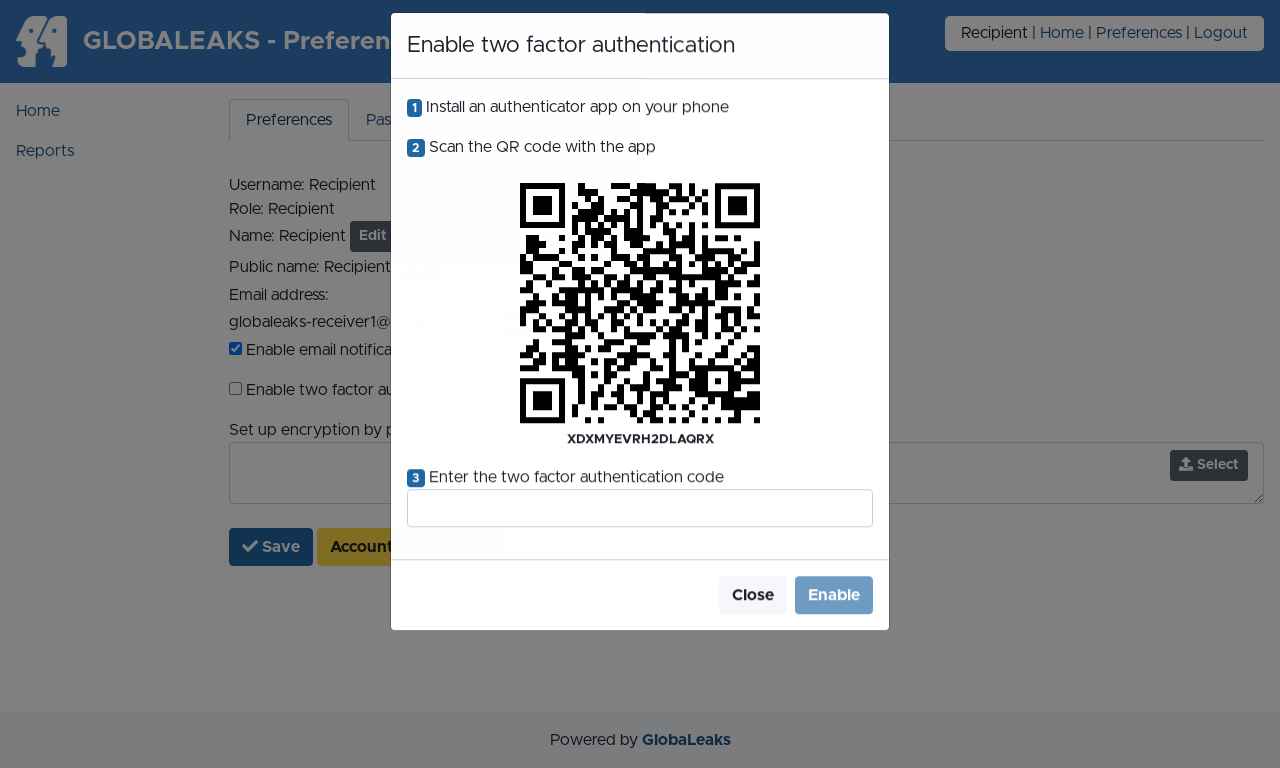 GLOBALEAKS - Preferen
Recipient | Home | Preferences | Logout
Home
Reports
Preferences
Pas
Username: Recipient
Role: Recipient
Name: Recipient Edit
Public name: Recipient
Email address:
globaleaks-receiver1@
Enable email notifica
Enable two factor au
Set up encryption by p
Select
Save
Account
Enable two factor authentication
1 Install an authenticator app on your phone
2 Scan the QR code with the app
XDXMYEVRH2DLAQRX
3 Enter the two factor authentication code
Close
Enable
Powered by GlobaLeaks